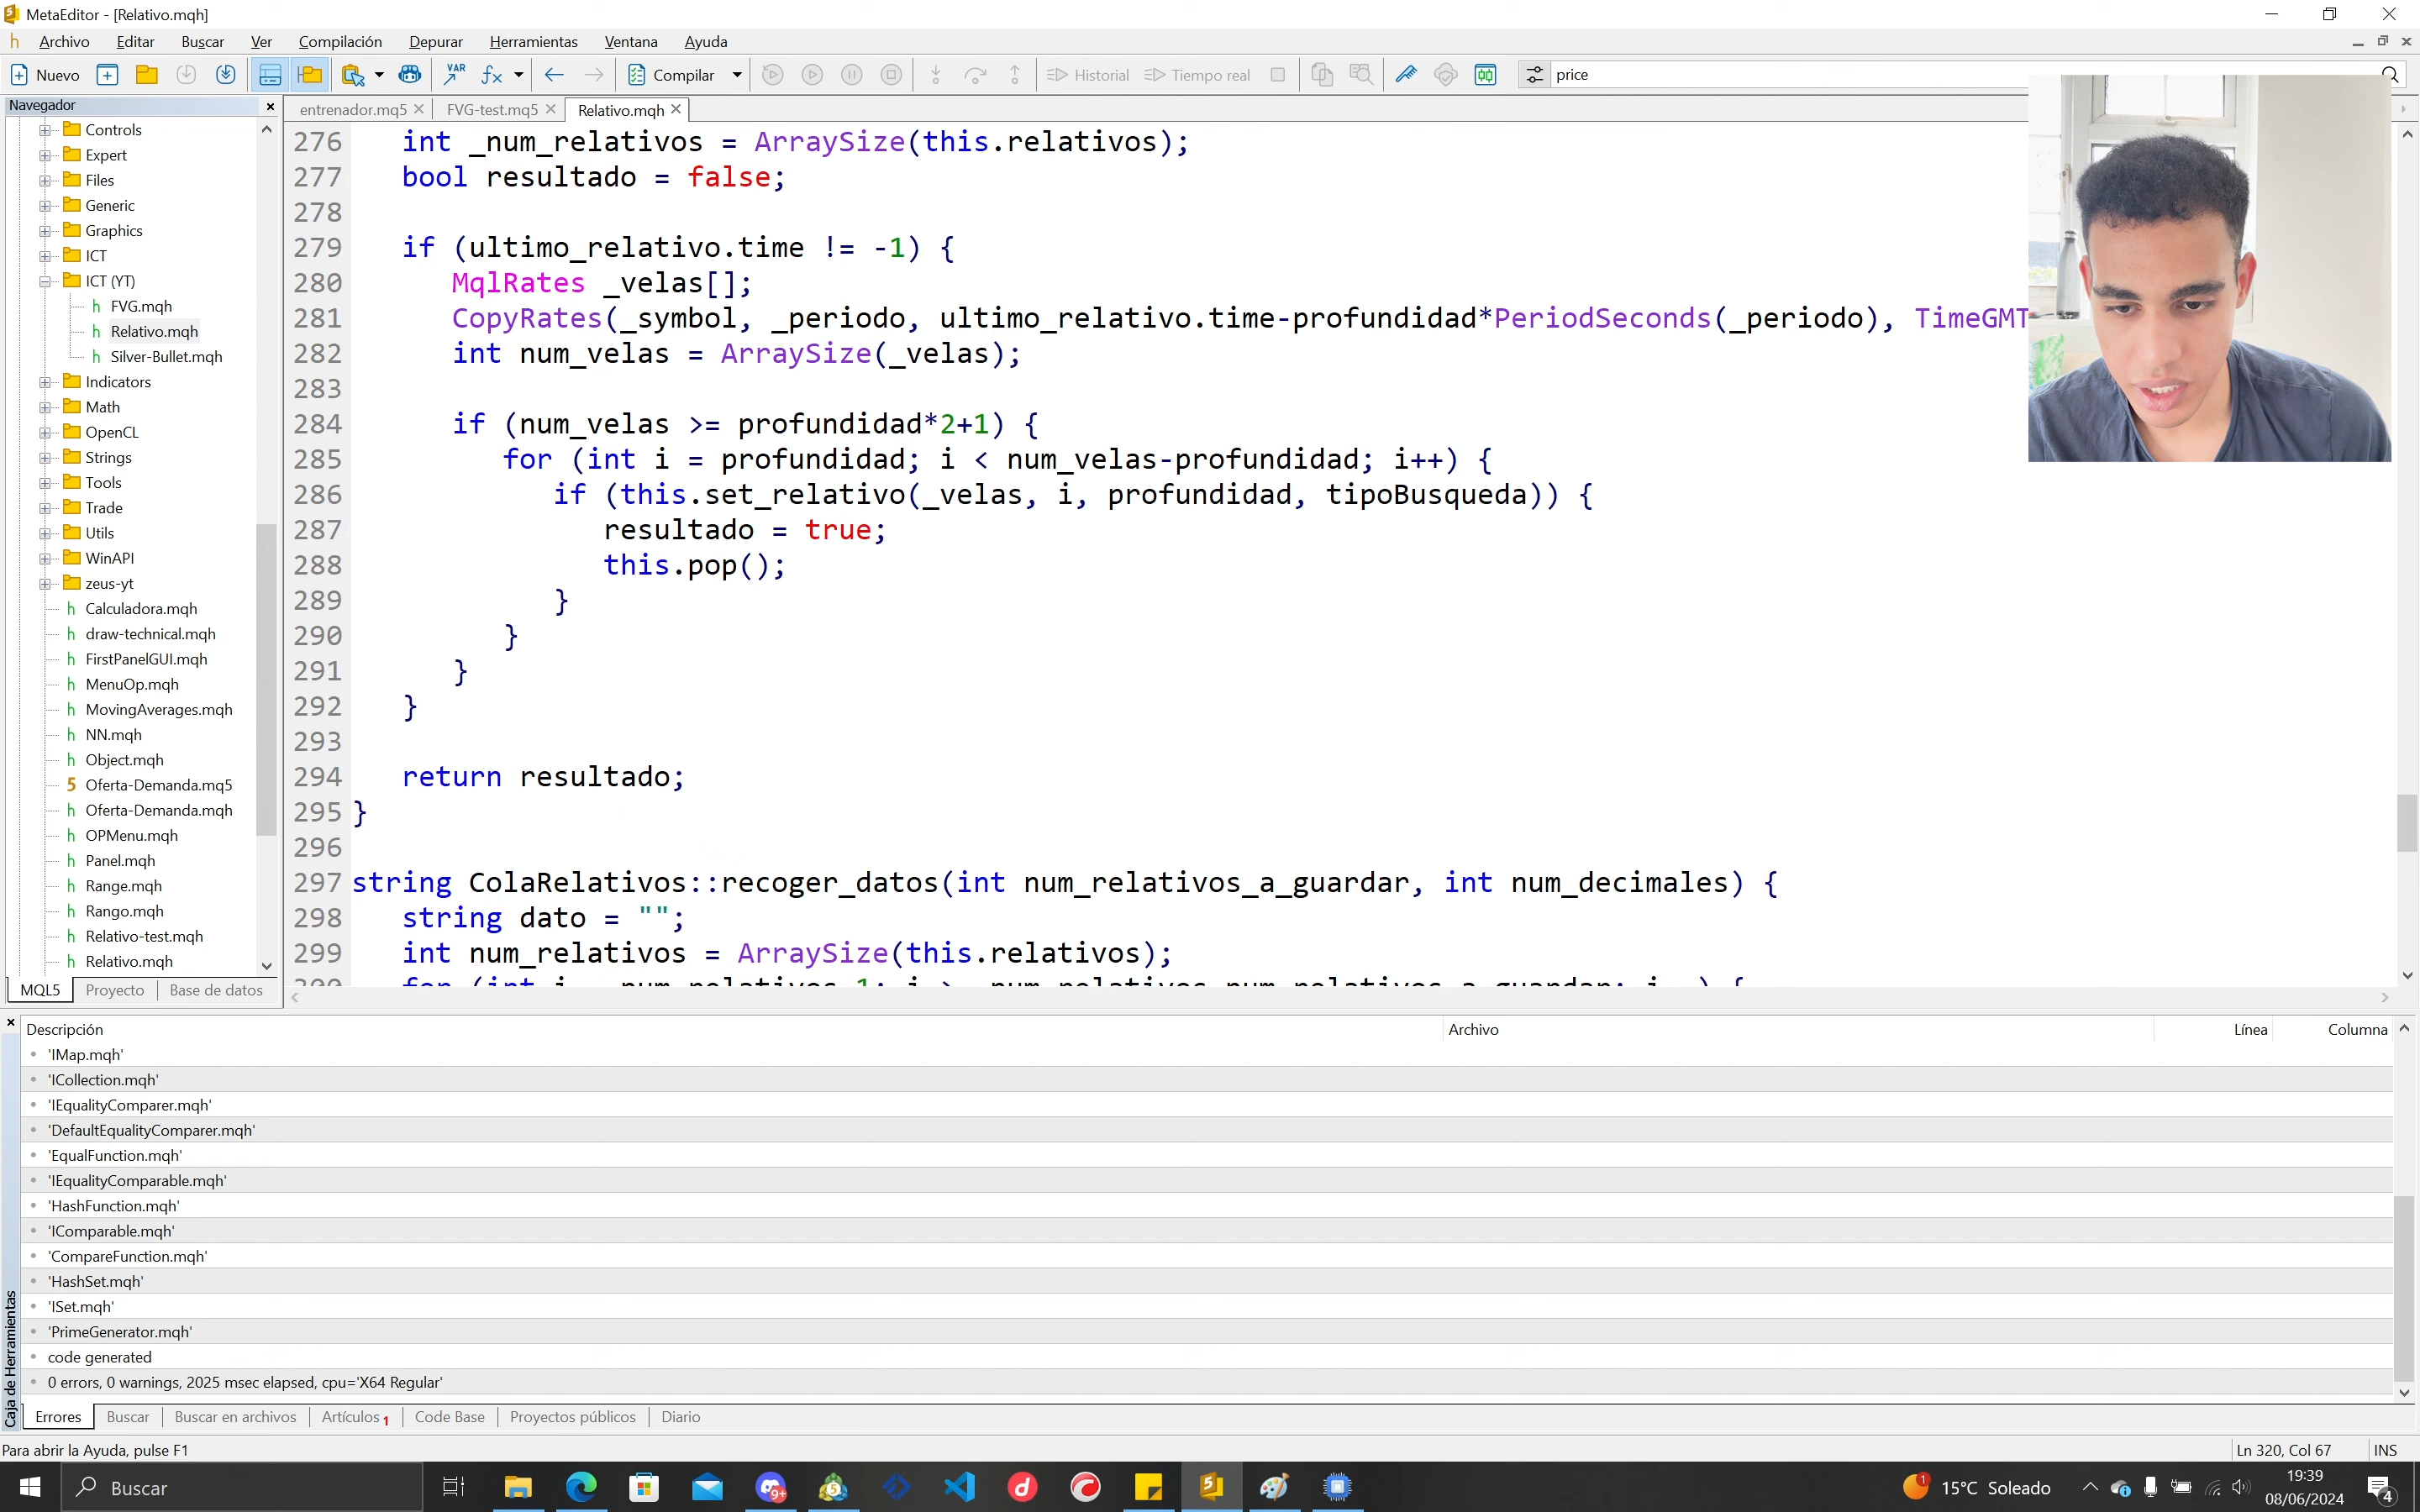 MetaEditor - [Relativo.mqh]
Archivo Editar Buscar Ver Compilación Depurar Herramientas Ventana Ayuda
Nuevo VAR Compilar Historial Tiempo real price
Navegador
entrenador.mq5 FVG-test.mq5 Relativo.mqh
Controls
Expert
Files
Generic
Graphics
ICT
ICT (YT)
FVG.mqh
Relativo.mqh
Silver-Bullet.mqh
Indicators
Math
OpenCL
Strings
Tools
Trade
Utils
WinAPI
zeus-yt
Calculadora.mqh
draw-technical.mqh
FirstPanelGUI.mqh
MenuOp.mqh
MovingAverages.mqh
NN.mqh
Object.mqh
Oferta-Demanda.mq5
Oferta-Demanda.mqh
OPMenu.mqh
Panel.mqh
Range.mqh
Rango.mqh
Relativo-test.mqh
Relativo.mqh
MQL5 Proyecto Base de datos
276 int _num_relativos = ArraySize(this.relativos);
277 bool resultado = false;
278
279 if (ultimo_relativo.time != -1) {
280 MqlRates _velas[];
281 CopyRates(_symbol, _periodo, ultimo_relativo.time-profundidad*PeriodSeconds(_periodo), TimeGMT
282 int num_velas = ArraySize(_velas);
283
284 if (num_velas >= profundidad*2+1) {
285 for (int i = profundidad; i < num_velas-profundidad; i++) {
286 if (this.set_relativo(_velas, i, profundidad, tipoBusqueda)) {
287 resultado = true;
288 this.pop();
289 }
290 }
291 }
292 }
293
294 return resultado;
295 }
296
297 string ColaRelativos::recoger_datos(int num_relativos_a_guardar, int num_decimales) {
298 string dato = "";
299 int num_relativos = ArraySize(this.relativos);
Descripción Archivo Línea Columna
'IMap.mqh'
'ICollection.mqh'
'IEqualityComparer.mqh'
'DefaultEqualityComparer.mqh'
'EqualFunction.mqh'
'IEqualityComparable.mqh'
'HashFunction.mqh'
'IComparable.mqh'
'CompareFunction.mqh'
'HashSet.mqh'
'ISet.mqh'
'PrimeGenerator.mqh'
code generated
0 errors, 0 warnings, 2025 msec elapsed, cpu='X64 Regular'
Caja de Herramientas
Errores Buscar Buscar en archivos Artículos 1 Code Base Proyectos públicos Diario
Para abrir la Ayuda, pulse F1 Ln 320, Col 67 INS
Buscar 9+ 1 15°C Soleado 19:39
08/06/2024 4